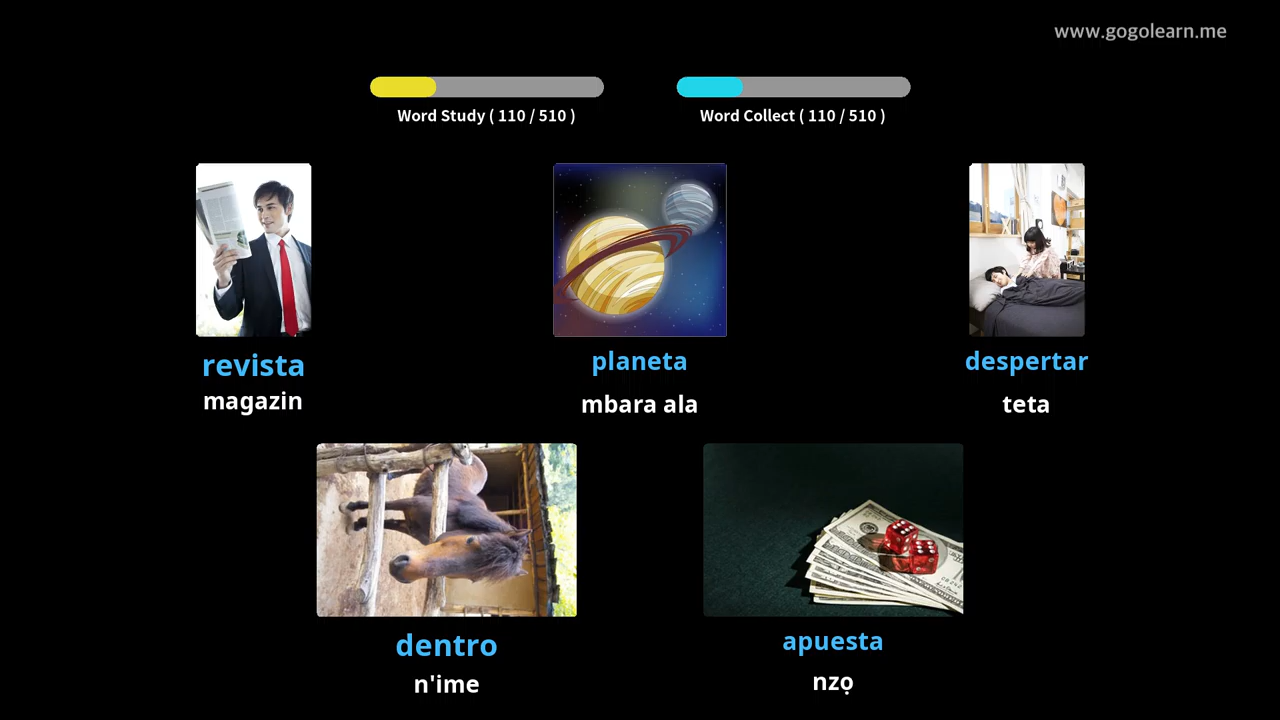 www.gogolearn.me
Word Study ( 110 / 510 )
Word Collect ( 110 / 510 )
revista
magazin
planeta
mbara ala
despertar
teta
dentro
n'ime
apuesta
nzọ